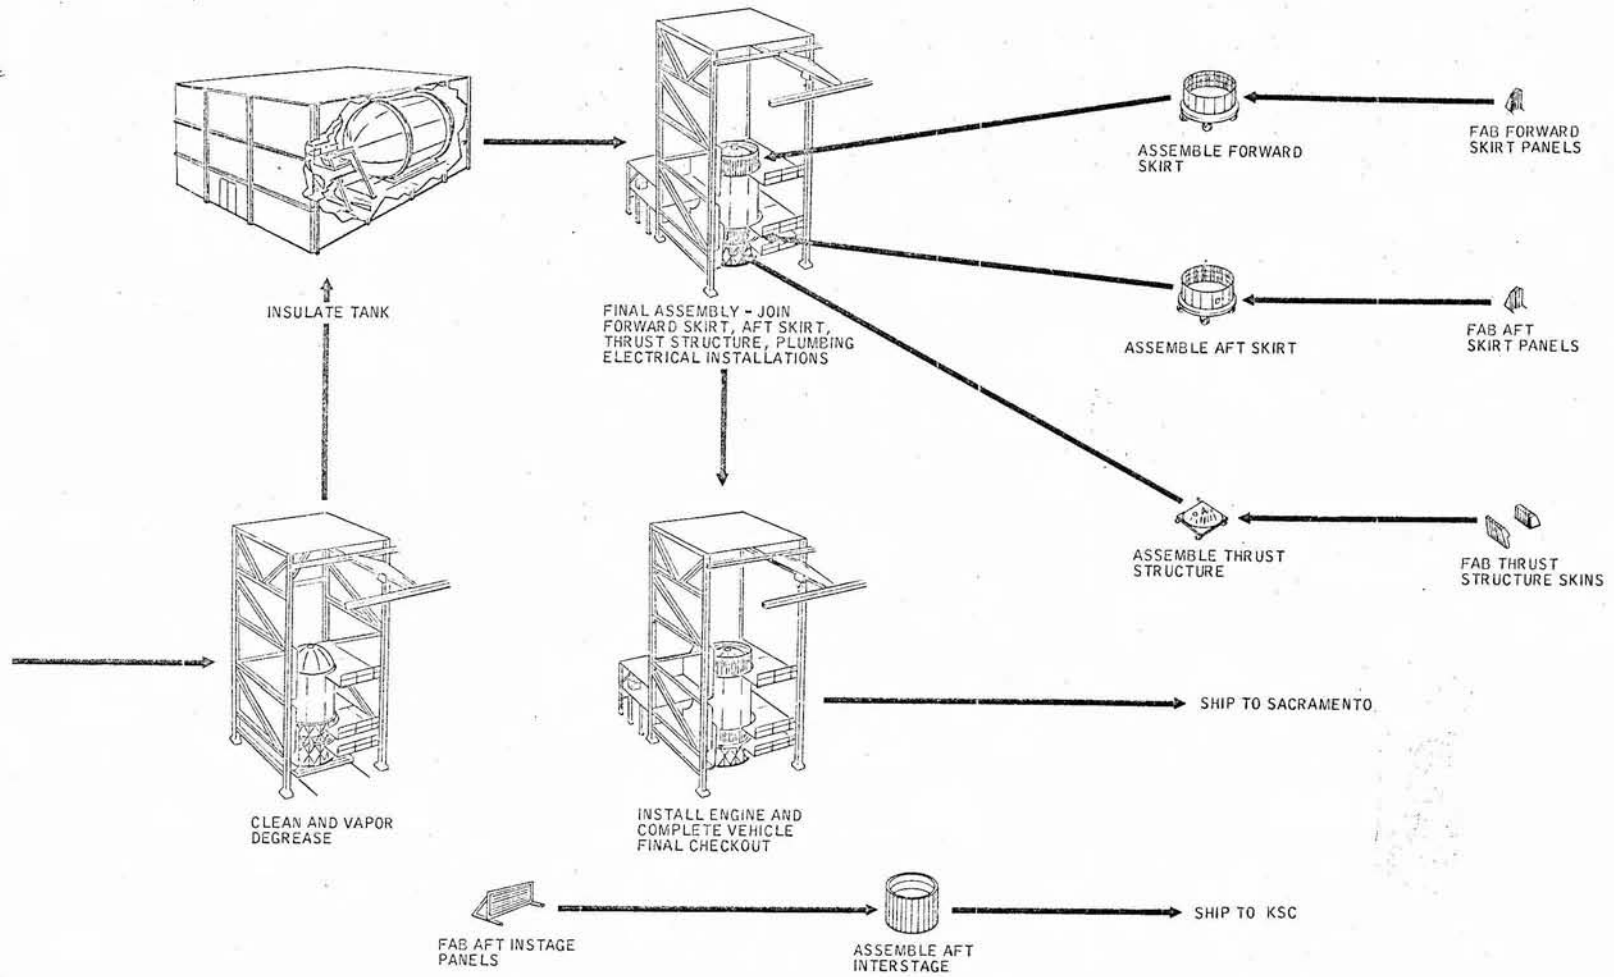 FAB FORWARD
SKIRT PANELS
ASSEMBLE FORWARD
SKIRT
INSULATE TANK
FINAL ASSEMBLY - JOIN
FORWARD SKIRT, AFT SKIRT,
THRUST STRUCTURE, PLUMBING
ELECTRICAL INSTALLATIONS
ASSEMBLE AFT SKIRT
FAB AFT
SKIRT PANELS
ASSEMBLE THRUST
STRUCTURE
FAB THRUST
STRUCTURE SKINS
SHIP TO SACRAMENTO
CLEAN AND VAPOR
DEGREASE
INSTALL ENGINE AND
COMPLETE VEHICLE
FINAL CHECKOUT
FAB AFT INSTAGE
PANELS
ASSEMBLE AFT
INTERSTAGE
SHIP TO KSC